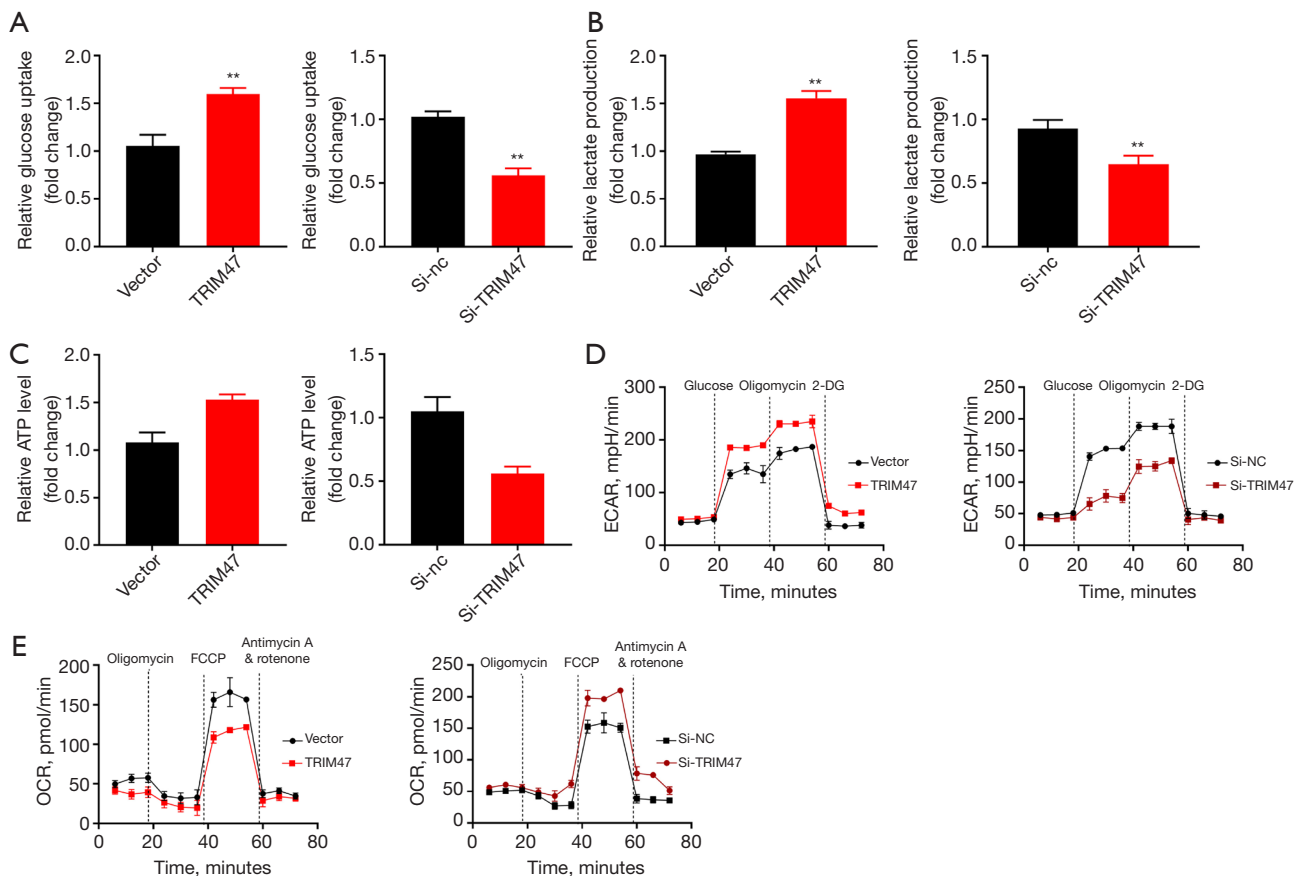 A
Relative glucose uptake
(fold change)
2.0
1.5
1.0
0.5
0.0
**
Vector
TRIM47
Relative glucose uptake
(fold change)
1.5
1.0
0.5
0.0
**
Si-nc
Si-TRIM47
B
Relative lactate production
(fold change)
2.0
1.5
1.0
0.5
0.0
**
Vector
TRIM47
Relative lactate production
(fold change)
1.5
1.0
0.5
0.0
**
Si-nc
Si-TRIM47
C
Relative ATP level
(fold change)
2.0
1.5
1.0
0.5
0.0
Vector
TRIM47
Relative ATP level
(fold change)
1.5
1.0
0.5
0.0
Si-nc
Si-TRIM47
D
ECAR, mpH/min
300
200
100
0
Glucose Oligomycin 2-DG
Vector
TRIM47
0 20 40 60 80
Time, minutes
ECAR, mpH/min
250
200
150
100
50
0
Glucose Oligomycin 2-DG
Si-NC
Si-TRIM47
0 20 40 60 80
Time, minutes
E
OCR, pmol/min
200
150
100
50
0
Oligomycin FCCP
Antimycin A
& rotenone
Vector
TRIM47
0 20 40 60 80
Time, minutes
OCR, pmol/min
250
200
150
100
50
0
Oligomycin FCCP
Antimycin A
& rotenone
Si-NC
Si-TRIM47
0 20 40 60 80
Time, minutes